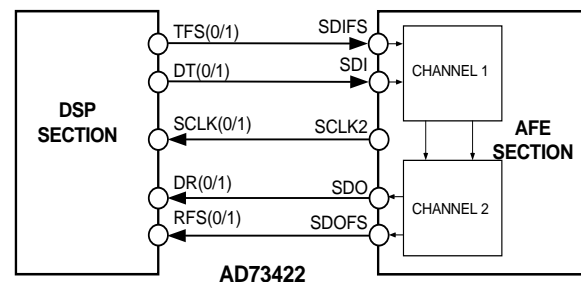 TFS(0/1) SDIFS
DT(0/1) SDI
CHANNEL 1
DSP
SECTION
SCLK(0/1) SCLK2
AFE
SECTION
DR(0/1) SDO
CHANNEL 2
RFS(0/1) SDOFS
AD73422